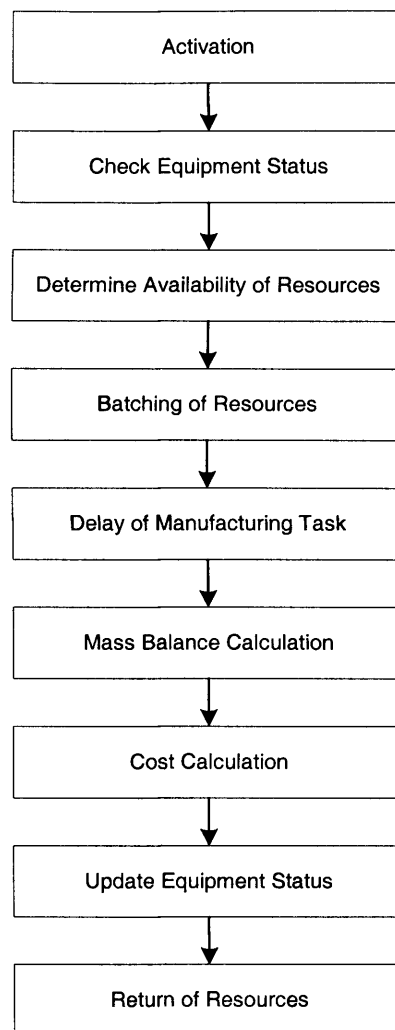 Activation
Check Equipment Status
Determine Availability of Resources
Batching of Resources
Delay of Manufacturing Task
Mass Balance Calculation
Cost Calculation
Update Equipment Status
Return of Resources